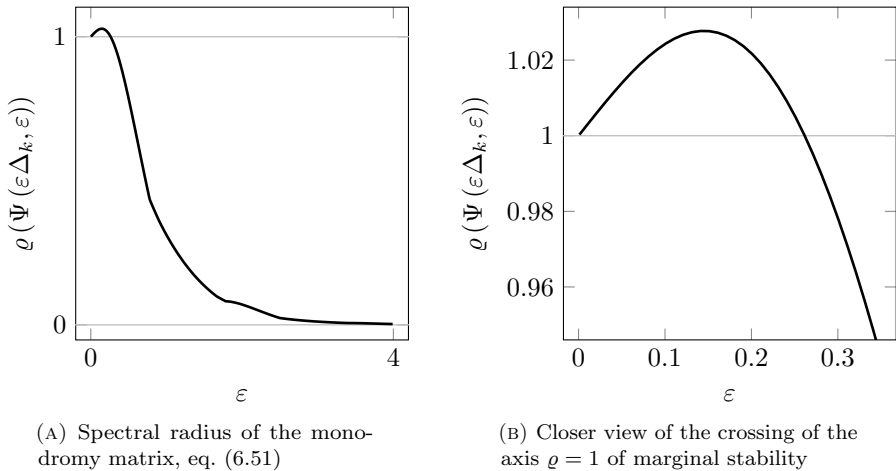 1
0
0
4
ϱ (Ψ (εΔₖ, ε))
ε
(A) Spectral radius of the mono-
dromy matrix, eq. (6.51)
1.02
1
0.98
0.96
0
0.1
0.2
0.3
ϱ (Ψ (εΔₖ, ε))
ε
(B) Closer view of the crossing of the
axis ϱ = 1 of marginal stability